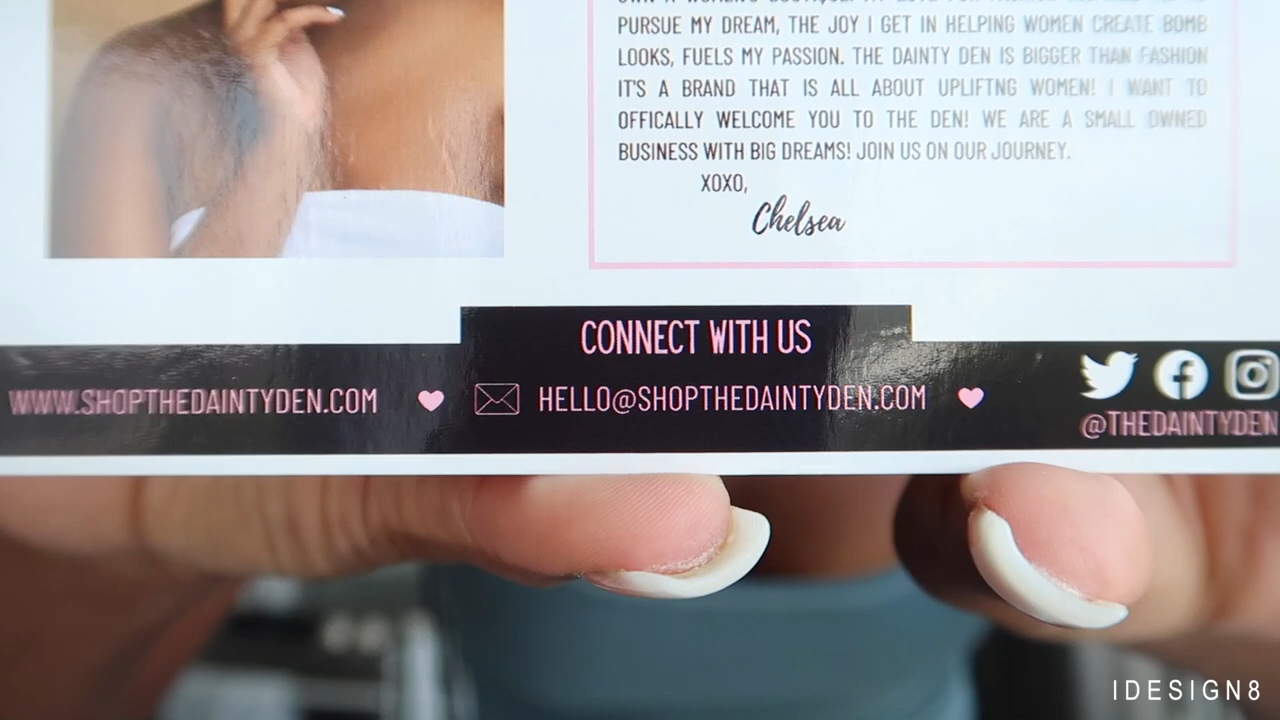 PURSUE MY DREAM, THE JOY I GET IN HELPING WOMEN CREATE BOMB
LOOKS, FUELS MY PASSION. THE DAINTY DEN IS BIGGER THAN FASHION
IT'S A BRAND THAT IS ALL ABOUT UPLIFTNG WOMEN! I WANT TO
OFFICALLY WELCOME YOU TO THE DEN! WE ARE A SMALL OWNED
BUSINESS WITH BIG DREAMS! JOIN US ON OUR JOURNEY.
XOXO,
Chelsea
CONNECT WITH US
WWW.SHOPTHEDAINTYDEN.COM
HELLO@SHOPTHEDAINTYDEN.COM
@THEDAINTYDEN
IDESIGN8